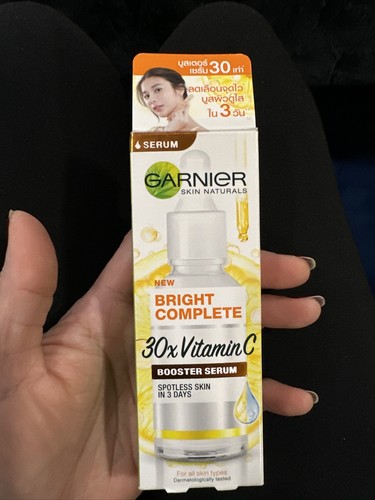 บูสเตอร์
เซรั่ม 30 เท่า
ลดเลือนจุดไว
บูสผิวดูใส
ใน 3 วัน
SERUM
GARNIER
SKIN NATURALS
NEW
BRIGHT
COMPLETE
30x Vitamin C
BOOSTER SERUM
SPOTLESS SKIN
IN 3 DAYS
For all skin types
Dermatologically tested